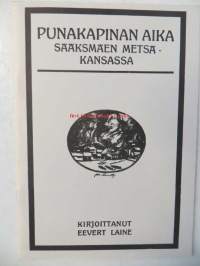 PUNAKAPINAN AIKA
SÄÄKSMÄEN METSÄ-
KANSASSA
KIRJOITTANUT
EEVERT LAINE